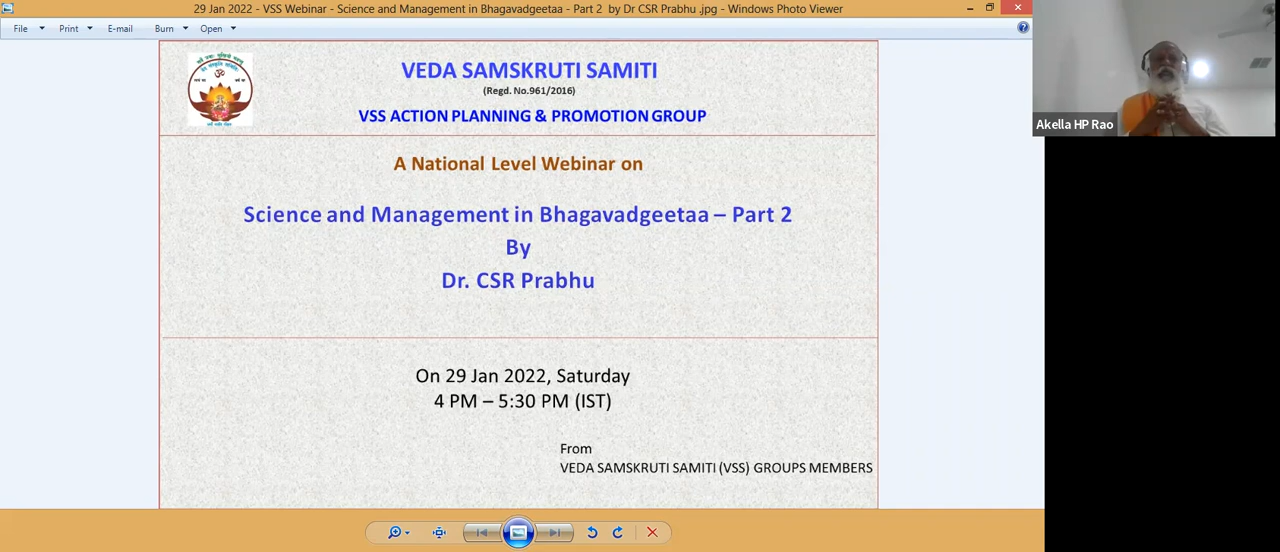 29 Jan 2022 - VSS Webinar - Science and Management in Bhagavadgeetaa - Part 2  by Dr CSR Prabhu .jpg - Windows Photo Viewer
File Print E-mail Burn Open
VEDA SAMSKRUTI SAMITI
(Regd. No.961/2016)
VSS ACTION PLANNING & PROMOTION GROUP
A National Level Webinar on
Science and Management in Bhagavadgeetaa – Part 2
By
Dr. CSR Prabhu
On 29 Jan 2022, Saturday
4 PM – 5:30 PM (IST)
From
VEDA SAMSKRUTI SAMITI (VSS) GROUPS MEMBERS
Akella HP Rao